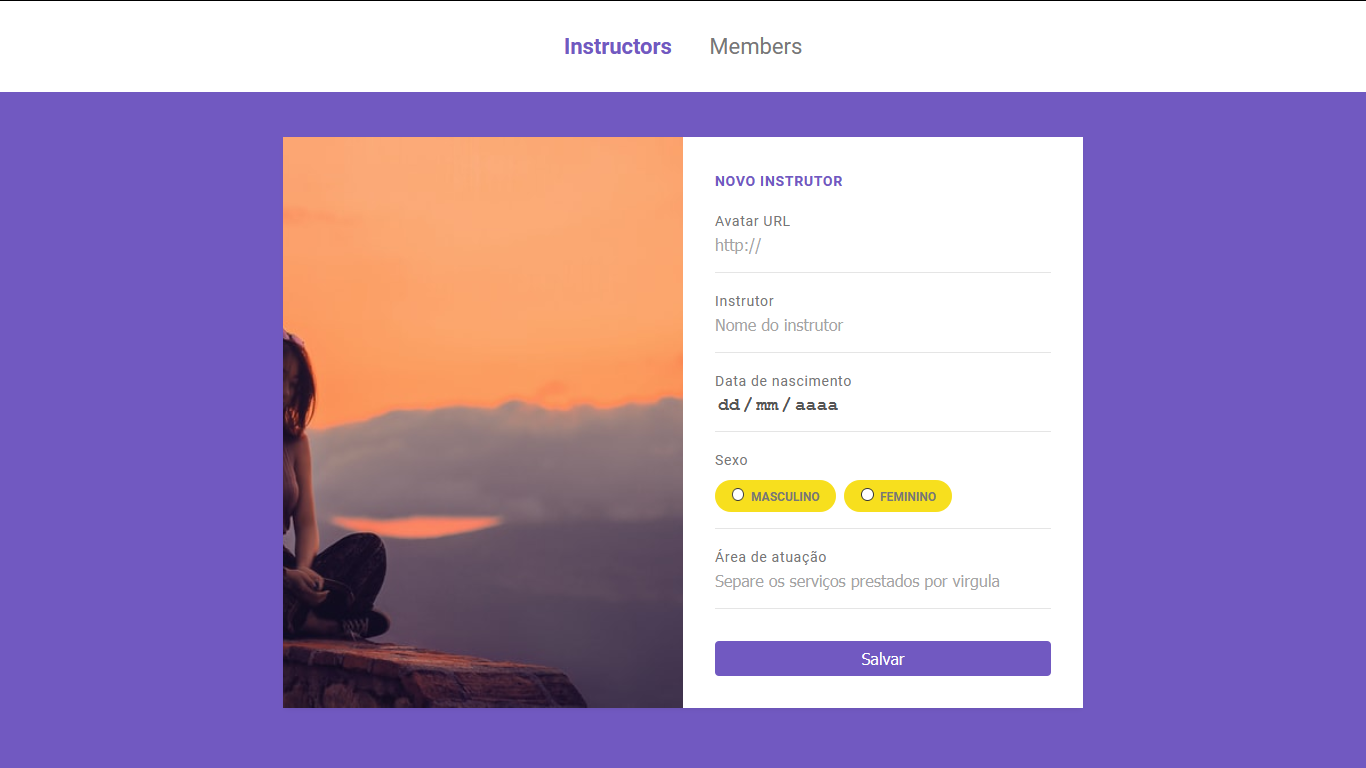 Instructors Members
NOVO INSTRUTOR
Avatar URL
http://
Instrutor
Nome do instrutor
Data de nascimento
dd / mm / aaaa
Sexo
MASCULINO FEMININO
Área de atuação
Separe os serviços prestados por virgula
Salvar